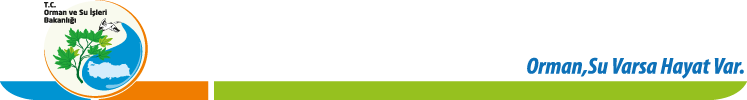 T.C.
Orman ve Su İşleri
Bakanlığı
Orman,Su Varsa Hayat Var.